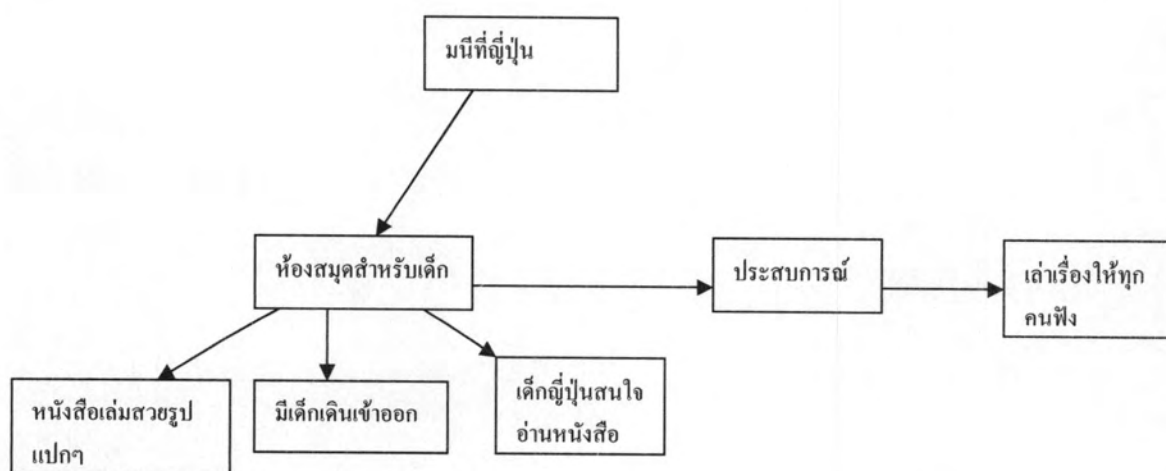 มนีที่ญี่ปุ่น
ห้องสมุดสำหรับเด็ก
ประสบการณ์
เล่าเรื่องให้ทุก
คนฟัง
หนังสือเล่มสวยรูป
แปกๆ
มีเด็กเดินเข้าออก
เด็กญี่ปุ่นสนใจ
อ่านหนังสือ